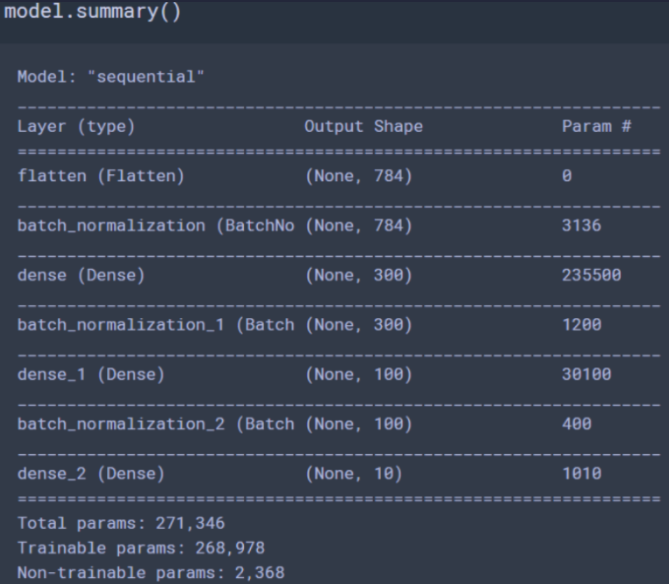 model.summary()
Model: "sequential"
_________________________________________________________________
Layer (type)                 Output Shape              Param #
=================================================================
flatten (Flatten)            (None, 784)               0
_________________________________________________________________
batch_normalization (BatchNo (None, 784)               3136
_________________________________________________________________
dense (Dense)                (None, 300)               235500
_________________________________________________________________
batch_normalization_1 (Batch (None, 300)               1200
_________________________________________________________________
dense_1 (Dense)              (None, 100)               30100
_________________________________________________________________
batch_normalization_2 (Batch (None, 100)               400
_________________________________________________________________
dense_2 (Dense)              (None, 10)                1010
=================================================================
Total params: 271,346
Trainable params: 268,978
Non-trainable params: 2,368